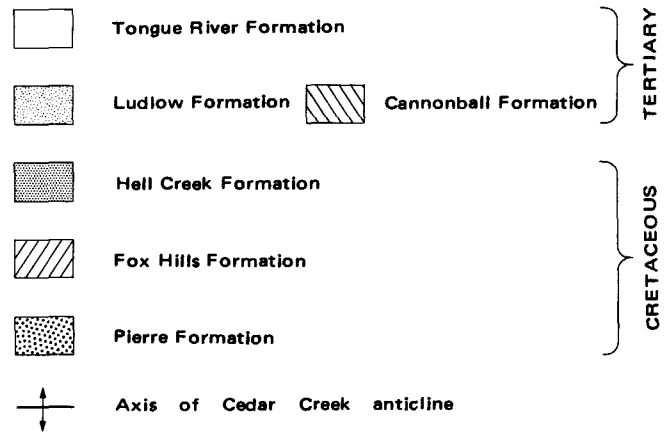 Tongue River Formation
Ludlow Formation Cannonball Formation
TERTIARY
Hell Creek Formation
Fox Hills Formation
Pierre Formation
CRETACEOUS
Axis of Cedar Creek anticline